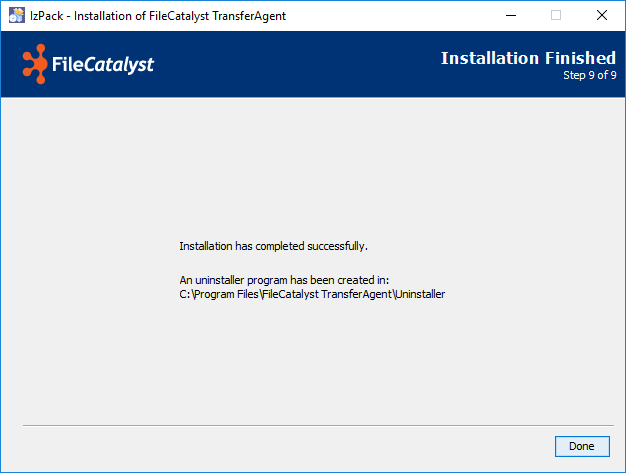 IzPack - Installation of FileCatalyst TransferAgent
FileCatalyst
Installation Finished
Step 9 of 9
Installation has completed successfully.
An uninstaller program has been created in:
C:\Program Files\FileCatalyst TransferAgent\Uninstaller
Done